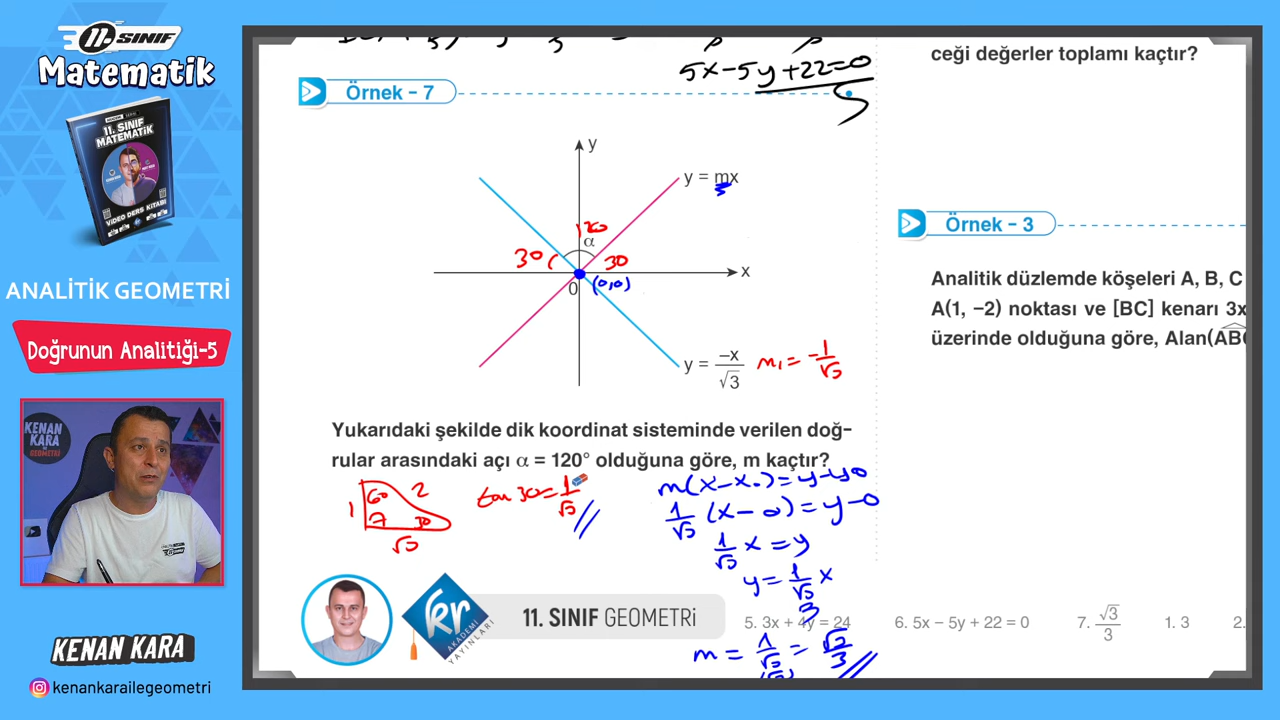 11. SINIF
Matematik
11. SINIF
MATEMATİK
VİDEO DERS KİTABI
ANALİTİK GEOMETRİ
Doğrunun Analitiği-5
KENAN
KARA
GEOMETRİ
KENAN KARA
kenankarailegeometri
5x-5y+22=0
Örnek - 7
y
y = mx
120
α
30
30
x
0
(0,0)
y = -x/√3
m₁ = -1/√3
Yukarıdaki şekilde dik koordinat sisteminde verilen doğ-
rular arasındaki açı α = 120° olduğuna göre, m kaçtır?
60
2
1
30
√3
tan 30 = 1/√3
m(x-x₀)=y-y₀
1/√3 (x-0)=y-0
1/√3 x = y
y = 1/√3 x
m = 1/√3 = √3/3
kr
AKADEMİ
YAYINLARI
11. SINIF GEOMETRİ
5. 3x + 4y = 24
6. 5x − 5y + 22 = 0
7. √3/3
1. 3
2.
ceği değerler toplamı kaçtır?
Örnek - 3
Analitik düzlemde köşeleri A, B, C
A(1, −2) noktası ve [BC] kenarı 3x
üzerinde olduğuna göre, Alan(ABC